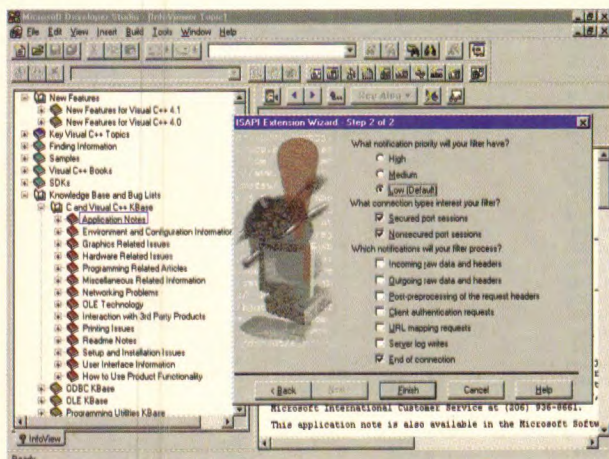 Microsoft Developer Studio - [InfoViewer Topic]
File Edit View Insert Build Tools Window Help
New Features
New Features for Visual C++ 4.1
New Features for Visual C++ 4.0
Key Visual C++ Topics
Finding Information
Samples
Visual C++ Books
SDKs
Knowledge Base and Bug Lists
C and Visual C++ KBase
Application Notes
Environment and Configuration Information
Graphics Related Issues
Hardware Related Issues
Programming Related Articles
Miscellaneous Related Information
Networking Problems
OLE Technology
Interaction with 3rd Party Products
Printing Issues
Readme Notes
Setup and Installation Issues
User Interface Information
How to Use Product Functionality
ODBC KBase
OLE KBase
Programming Utilities KBase
InfoView
Ready
See Also
ISAPI Extension Wizard - Step 2 of 2
What notification priority will your filter have?
High
Medium
Low (Default)
What connection types interest your filter?
Secured port sessions
Nonsecured port sessions
Which notifications will your filter process?
Incoming raw data and headers
Outgoing raw data and headers
Post-preprocessing of the request headers
Client authentication requests
URL mapping requests
Server log writes
End of connection
< Back
Next >
Finish
Cancel
Help
Microsoft International Customer Service at (206) 936-8661.
This application note is also available in the Microsoft Softw